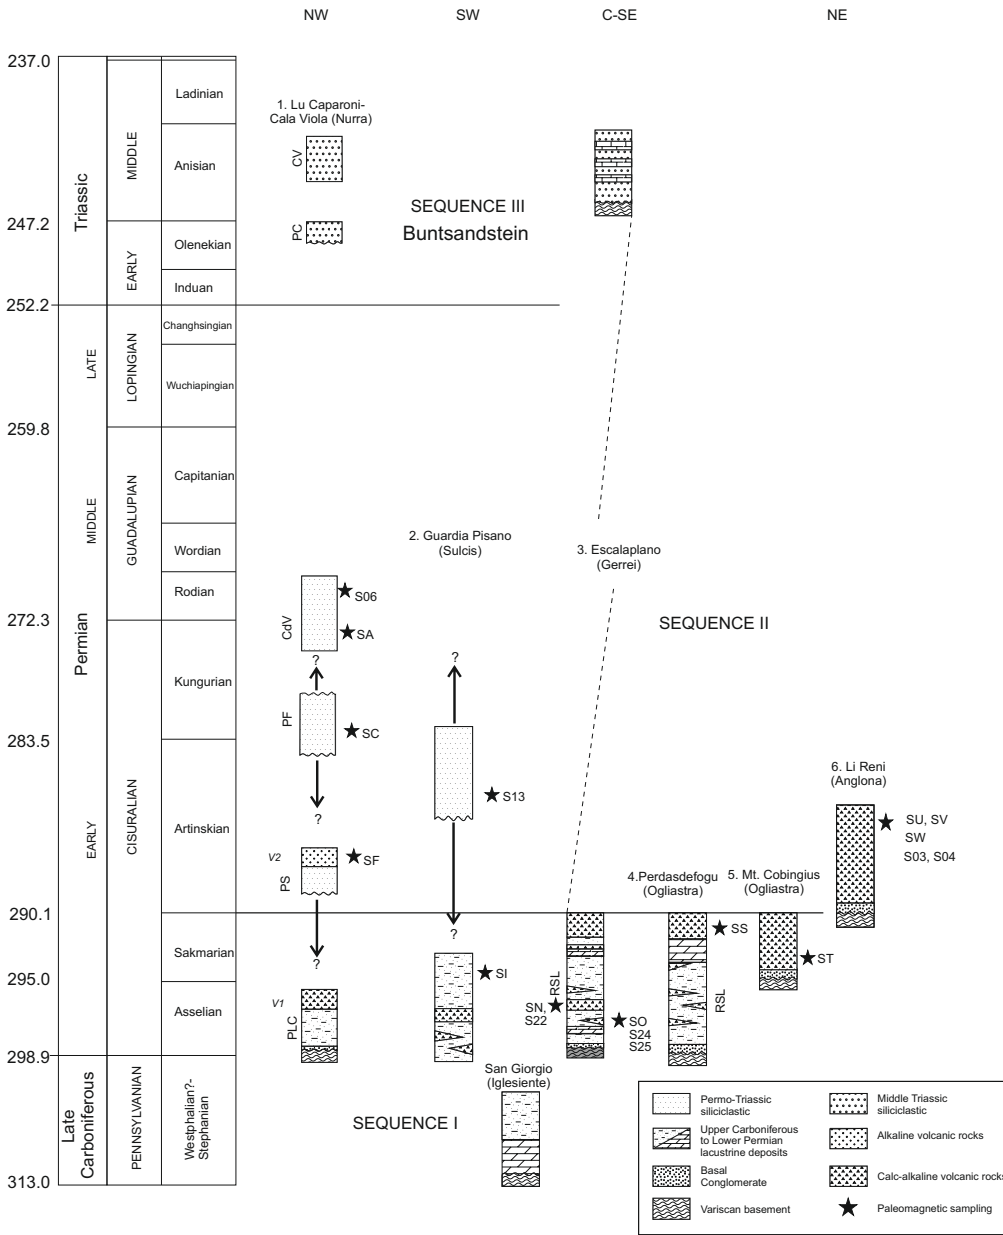 NW SW C-SE NE
237.0
Ladinian
1. Lu Caparoni-
Cala Viola (Nurra)
MIDDLE
Anisian
CV
Triassic
SEQUENCE III
Buntsandstein
247.2
PC
Olenekian
EARLY
Induan
252.2
Changhsingian
LATE
LOPINGIAN
Wuchiapingian
259.8
Capitanian
MIDDLE
GUADALUPIAN
2. Guardia Pisano
(Sulcis)
Wordian
3. Escalaplano
(Gerrei)
Rodian
S06
CdV
SA
272.3
SEQUENCE II
Permian
?
?
Kungurian
PF
SC
283.5
6. Li Reni
(Anglona)
S13
SU, SV
SW
S03, S04
CISURALIAN
EARLY
Artinskian
?
V2
SF
PS
4.Perdasdefogu
(Ogliastra)
5. Mt. Cobingius
(Ogliastra)
290.1
SS
?
Sakmarian
?
ST
SI
295.0
RSL
RSL
V1
SN,
S22
Asselian
PLC
SO
S24
S25
298.9
San Giorgio
(Iglesiente)
Late
Carboniferous
PENNSYLVANIAN
Westphalian?-
Stephanian
SEQUENCE I
313.0
Permo-Triassic
siliciclastic
Middle Triassic
siliciclastic
Upper Carboniferous
to Lower Permian
lacustrine deposits
Alkaline volcanic rocks
Basal
Conglomerate
Calc-alkaline volcanic rocks
Variscan basement
Paleomagnetic sampling